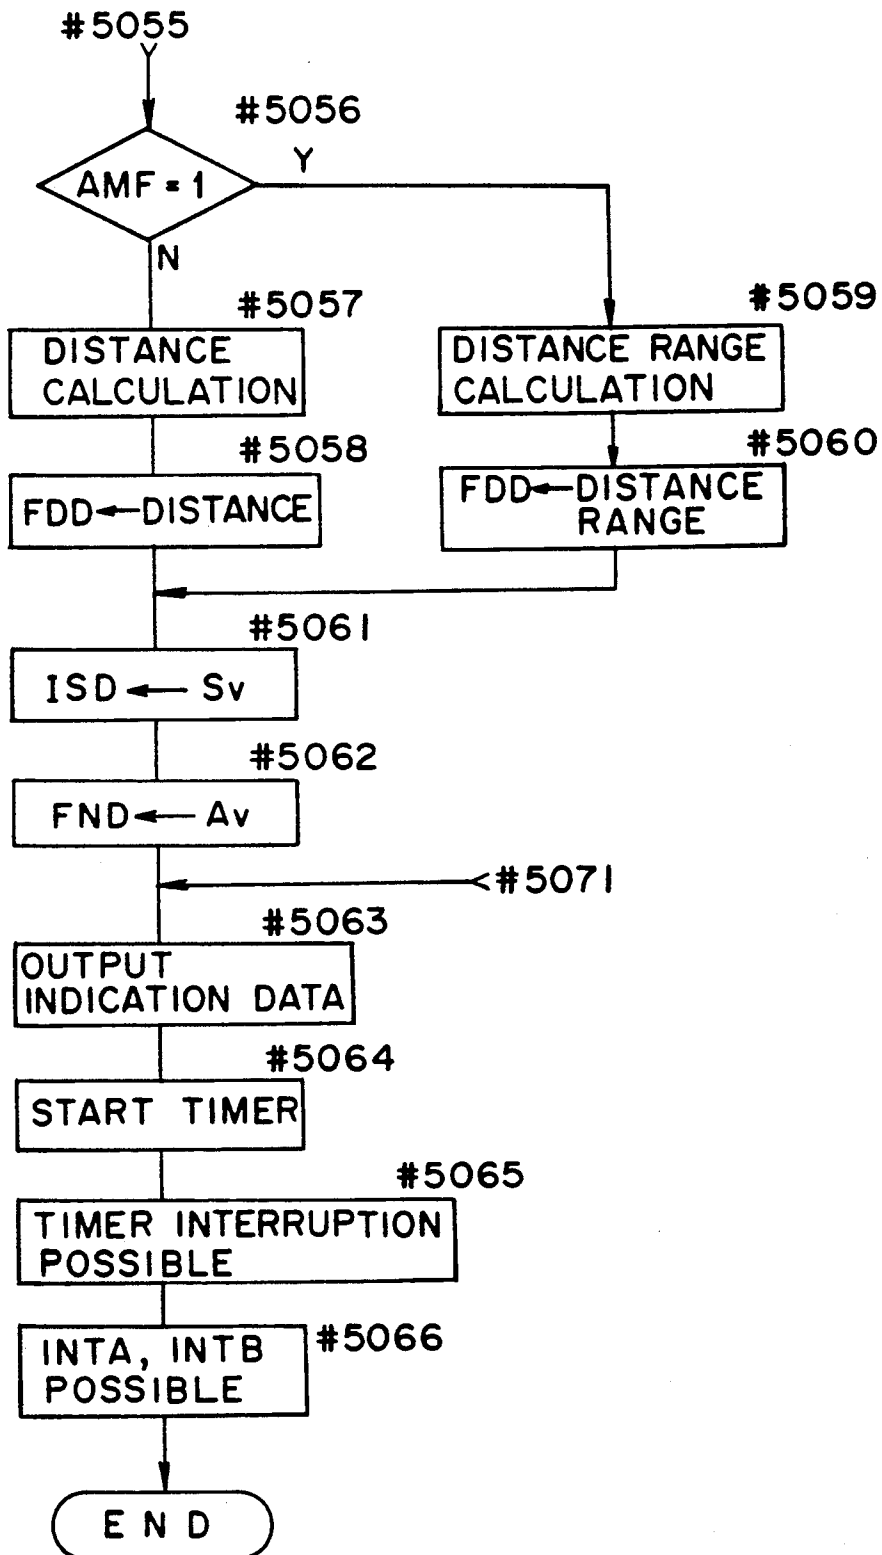 #5055
#5056
AMF = 1
Y
N
#5057
DISTANCE
CALCULATION
#5059
DISTANCE RANGE
CALCULATION
#5058
FDD←DISTANCE
#5060
FDD←DISTANCE
RANGE
#5061
ISD ← Sv
#5062
FND ← Av
#5071
#5063
OUTPUT
INDICATION DATA
#5064
START TIMER
#5065
TIMER INTERRUPTION
POSSIBLE
#5066
INTA, INTB
POSSIBLE
END